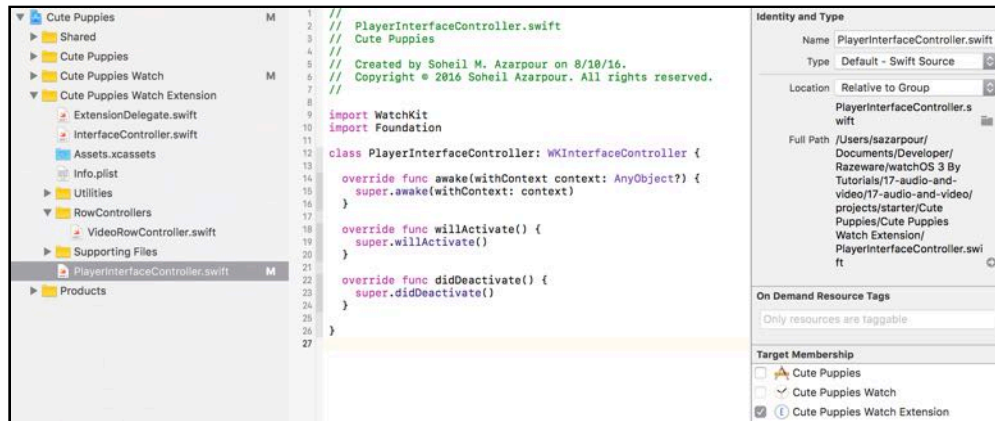 Cute Puppies M
Shared
Cute Puppies
Cute Puppies Watch M
Cute Puppies Watch Extension
ExtensionDelegate.swift
InterfaceController.swift
Assets.xcassets
Info.plist
Utilities
RowControllers
VideoRowController.swift
Supporting Files
PlayerInterfaceController.swift M
Products
1 //
2 // PlayerInterfaceController.swift
3 // Cute Puppies
4 //
5 // Created by Soheil M. Azarpour on 8/10/16.
6 // Copyright © 2016 Soheil Azarpour. All rights reserved.
7 //
8
9 import WatchKit
10 import Foundation
11
12 class PlayerInterfaceController: WKInterfaceController {
13
14 override func awake(withContext context: AnyObject?) {
15 super.awake(withContext: context)
16 }
17
18 override func willActivate() {
19 super.willActivate()
20 }
21
22 override func didDeactivate() {
23 super.didDeactivate()
24 }
25
26 }
27
Identity and Type
Name PlayerInterfaceController.swift
Type Default - Swift Source
Location Relative to Group
PlayerInterfaceController.s
wift
Full Path /Users/sazarpour/
Documents/Developer/
Razeware/watchOS 3 By
Tutorials/17-audio-and-
video/17-audio-and-video/
projects/starter/Cute
Puppies/Cute Puppies
Watch Extension/
PlayerInterfaceController.swi
ft
On Demand Resource Tags
Only resources are taggable
Target Membership
Cute Puppies
Cute Puppies Watch
E Cute Puppies Watch Extension